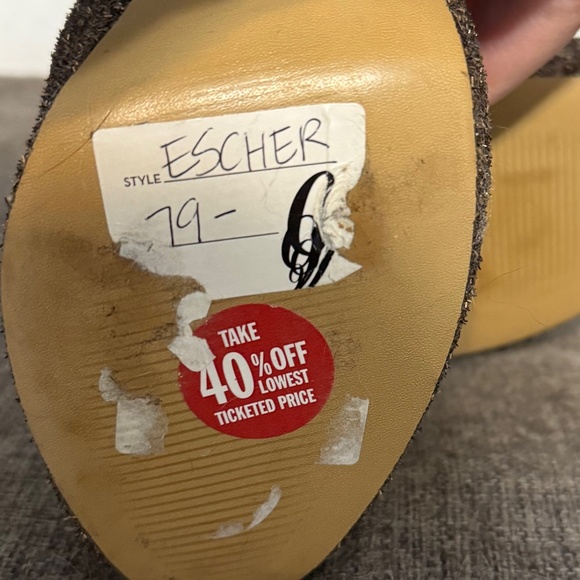 STYLE ESCHER
79-
TAKE
40% OFF
LOWEST
TICKETED PRICE